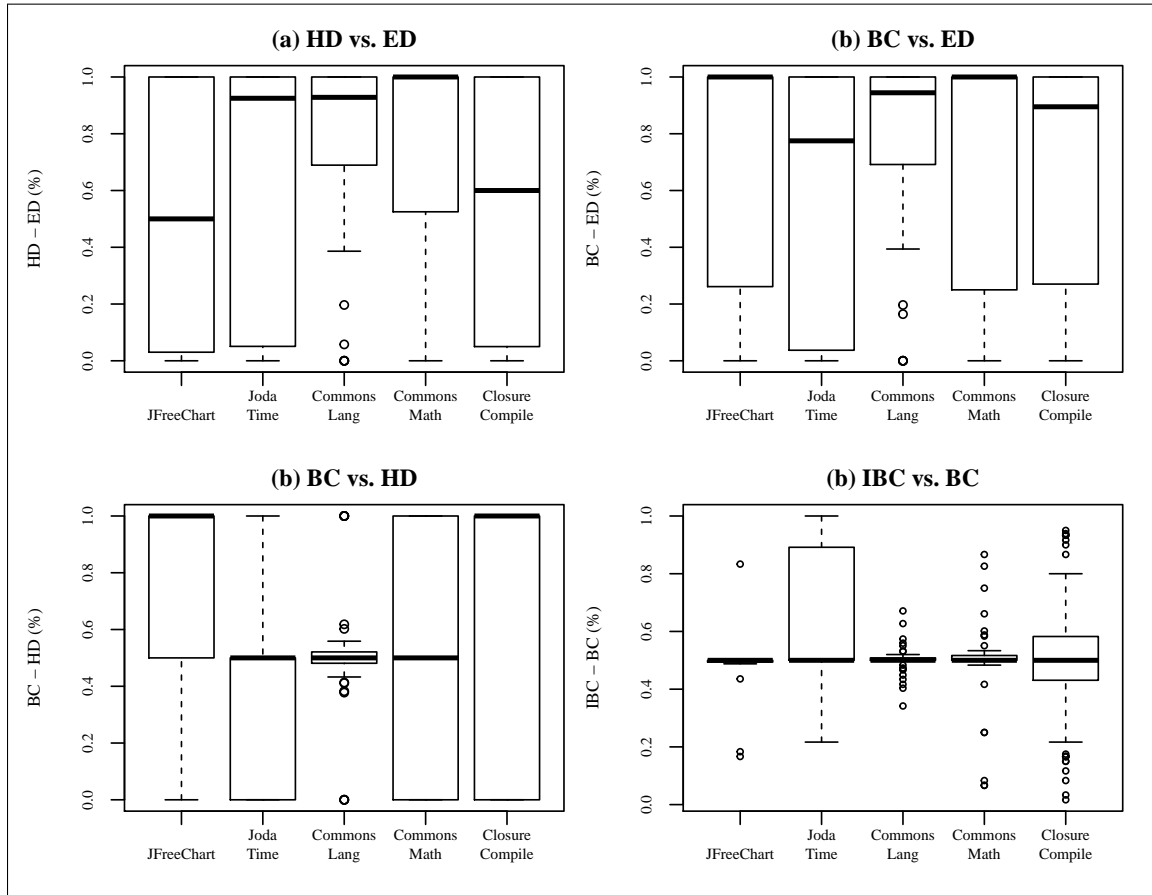 (a) HD vs. ED
HD − ED (%)
1.0
0.8
0.6
0.4
0.2
0.0
JFreeChart
Joda
Time
Commons
Lang
Commons
Math
Closure
Compile
(b) BC vs. ED
BC − ED (%)
1.0
0.8
0.6
0.4
0.2
0.0
JFreeChart
Joda
Time
Commons
Lang
Commons
Math
Closure
Compile
(b) BC vs. HD
BC − HD (%)
1.0
0.8
0.6
0.4
0.2
0.0
JFreeChart
Joda
Time
Commons
Lang
Commons
Math
Closure
Compile
(b) IBC vs. BC
IBC − BC (%)
1.0
0.8
0.6
0.4
0.2
0.0
JFreeChart
Joda
Time
Commons
Lang
Commons
Math
Closure
Compile